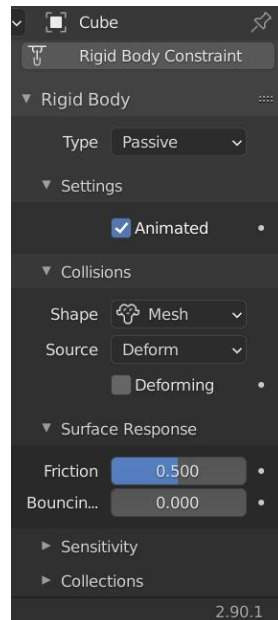 Cube
Rigid Body Constraint
Rigid Body
Type Passive
Settings
Animated
Collisions
Shape Mesh
Source Deform
Deforming
Surface Response
Friction 0.500
Bouncin... 0.000
Sensitivity
Collections
2.90.1